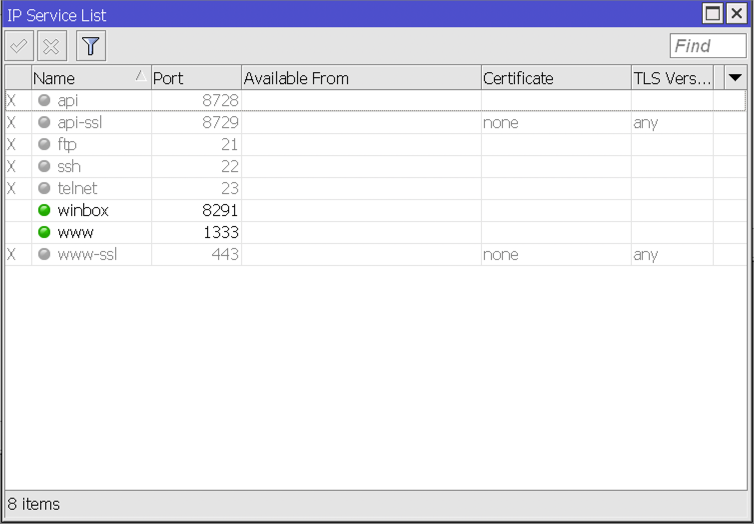 IP Service List
Find
Name Port Available From Certificate TLS Vers...
X api 8728
X api-ssl 8729 none any
X ftp 21
X ssh 22
X telnet 23
winbox 8291
www 1333
X www-ssl 443 none any
8 items